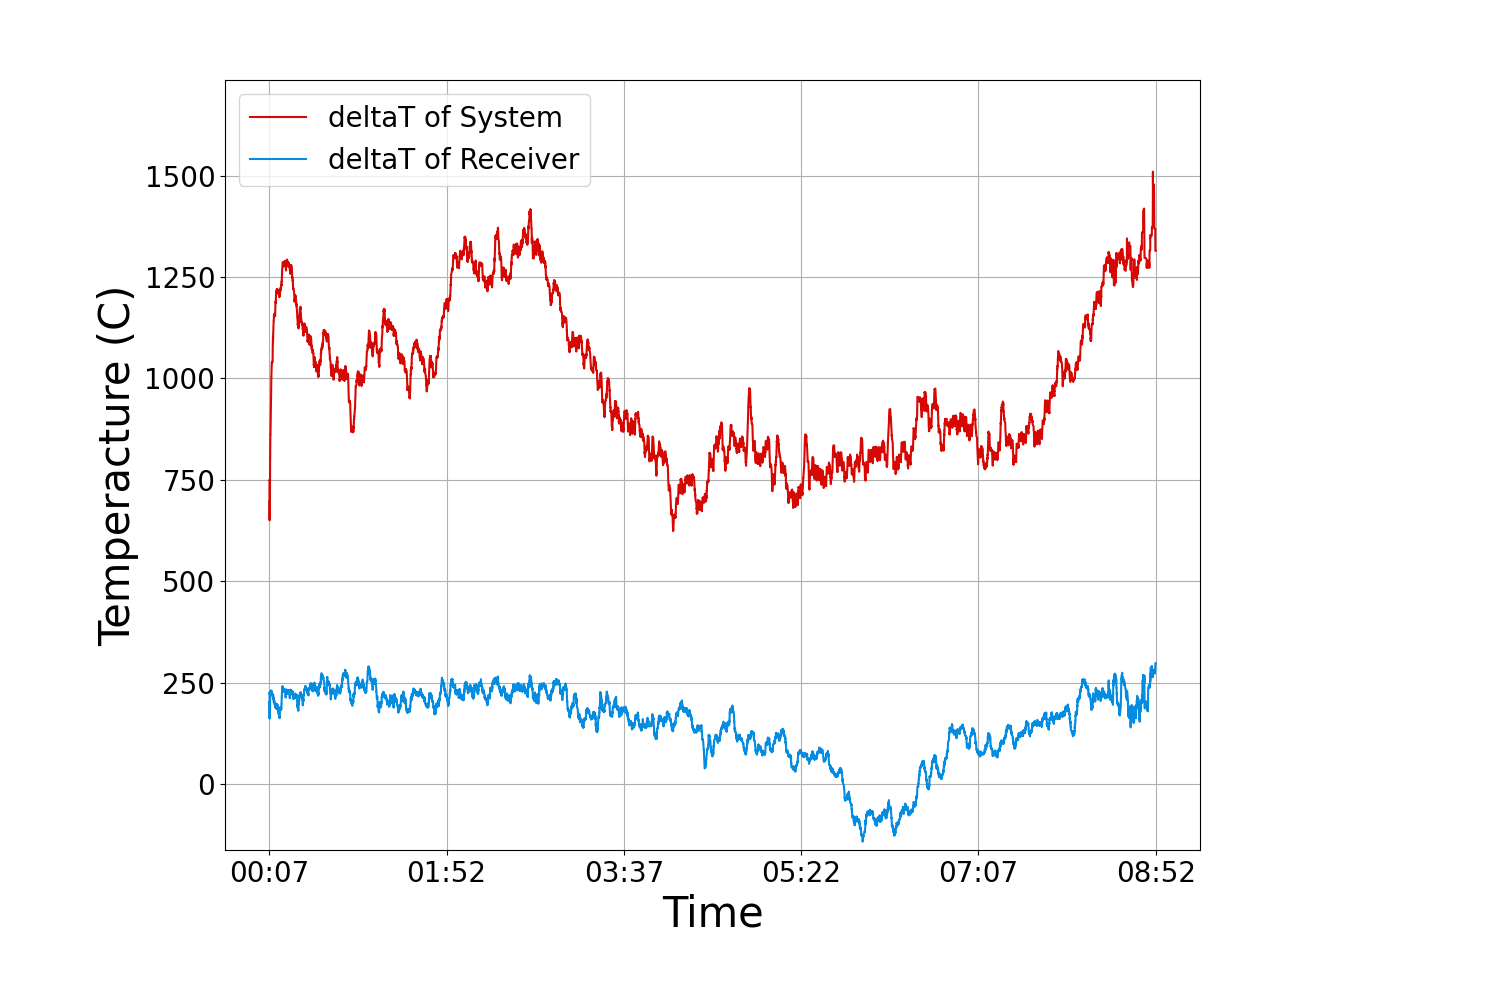 deltaT of System
deltaT of Receiver
Temperacture (C)
1500
1250
1000
750
500
250
0
00:07 01:52 03:37 05:22 07:07 08:52
Time